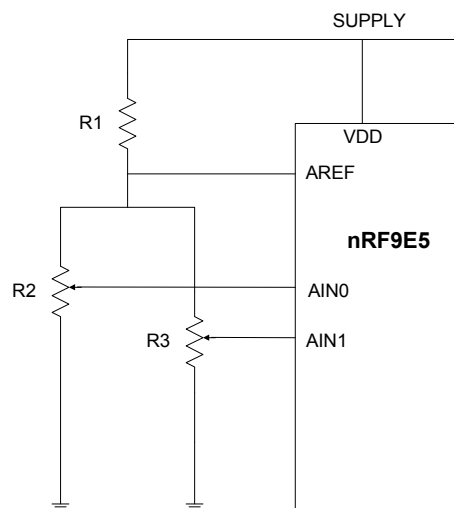 SUPPLY
R1
VDD
AREF
nRF9E5
R2
AIN0
R3
AIN1